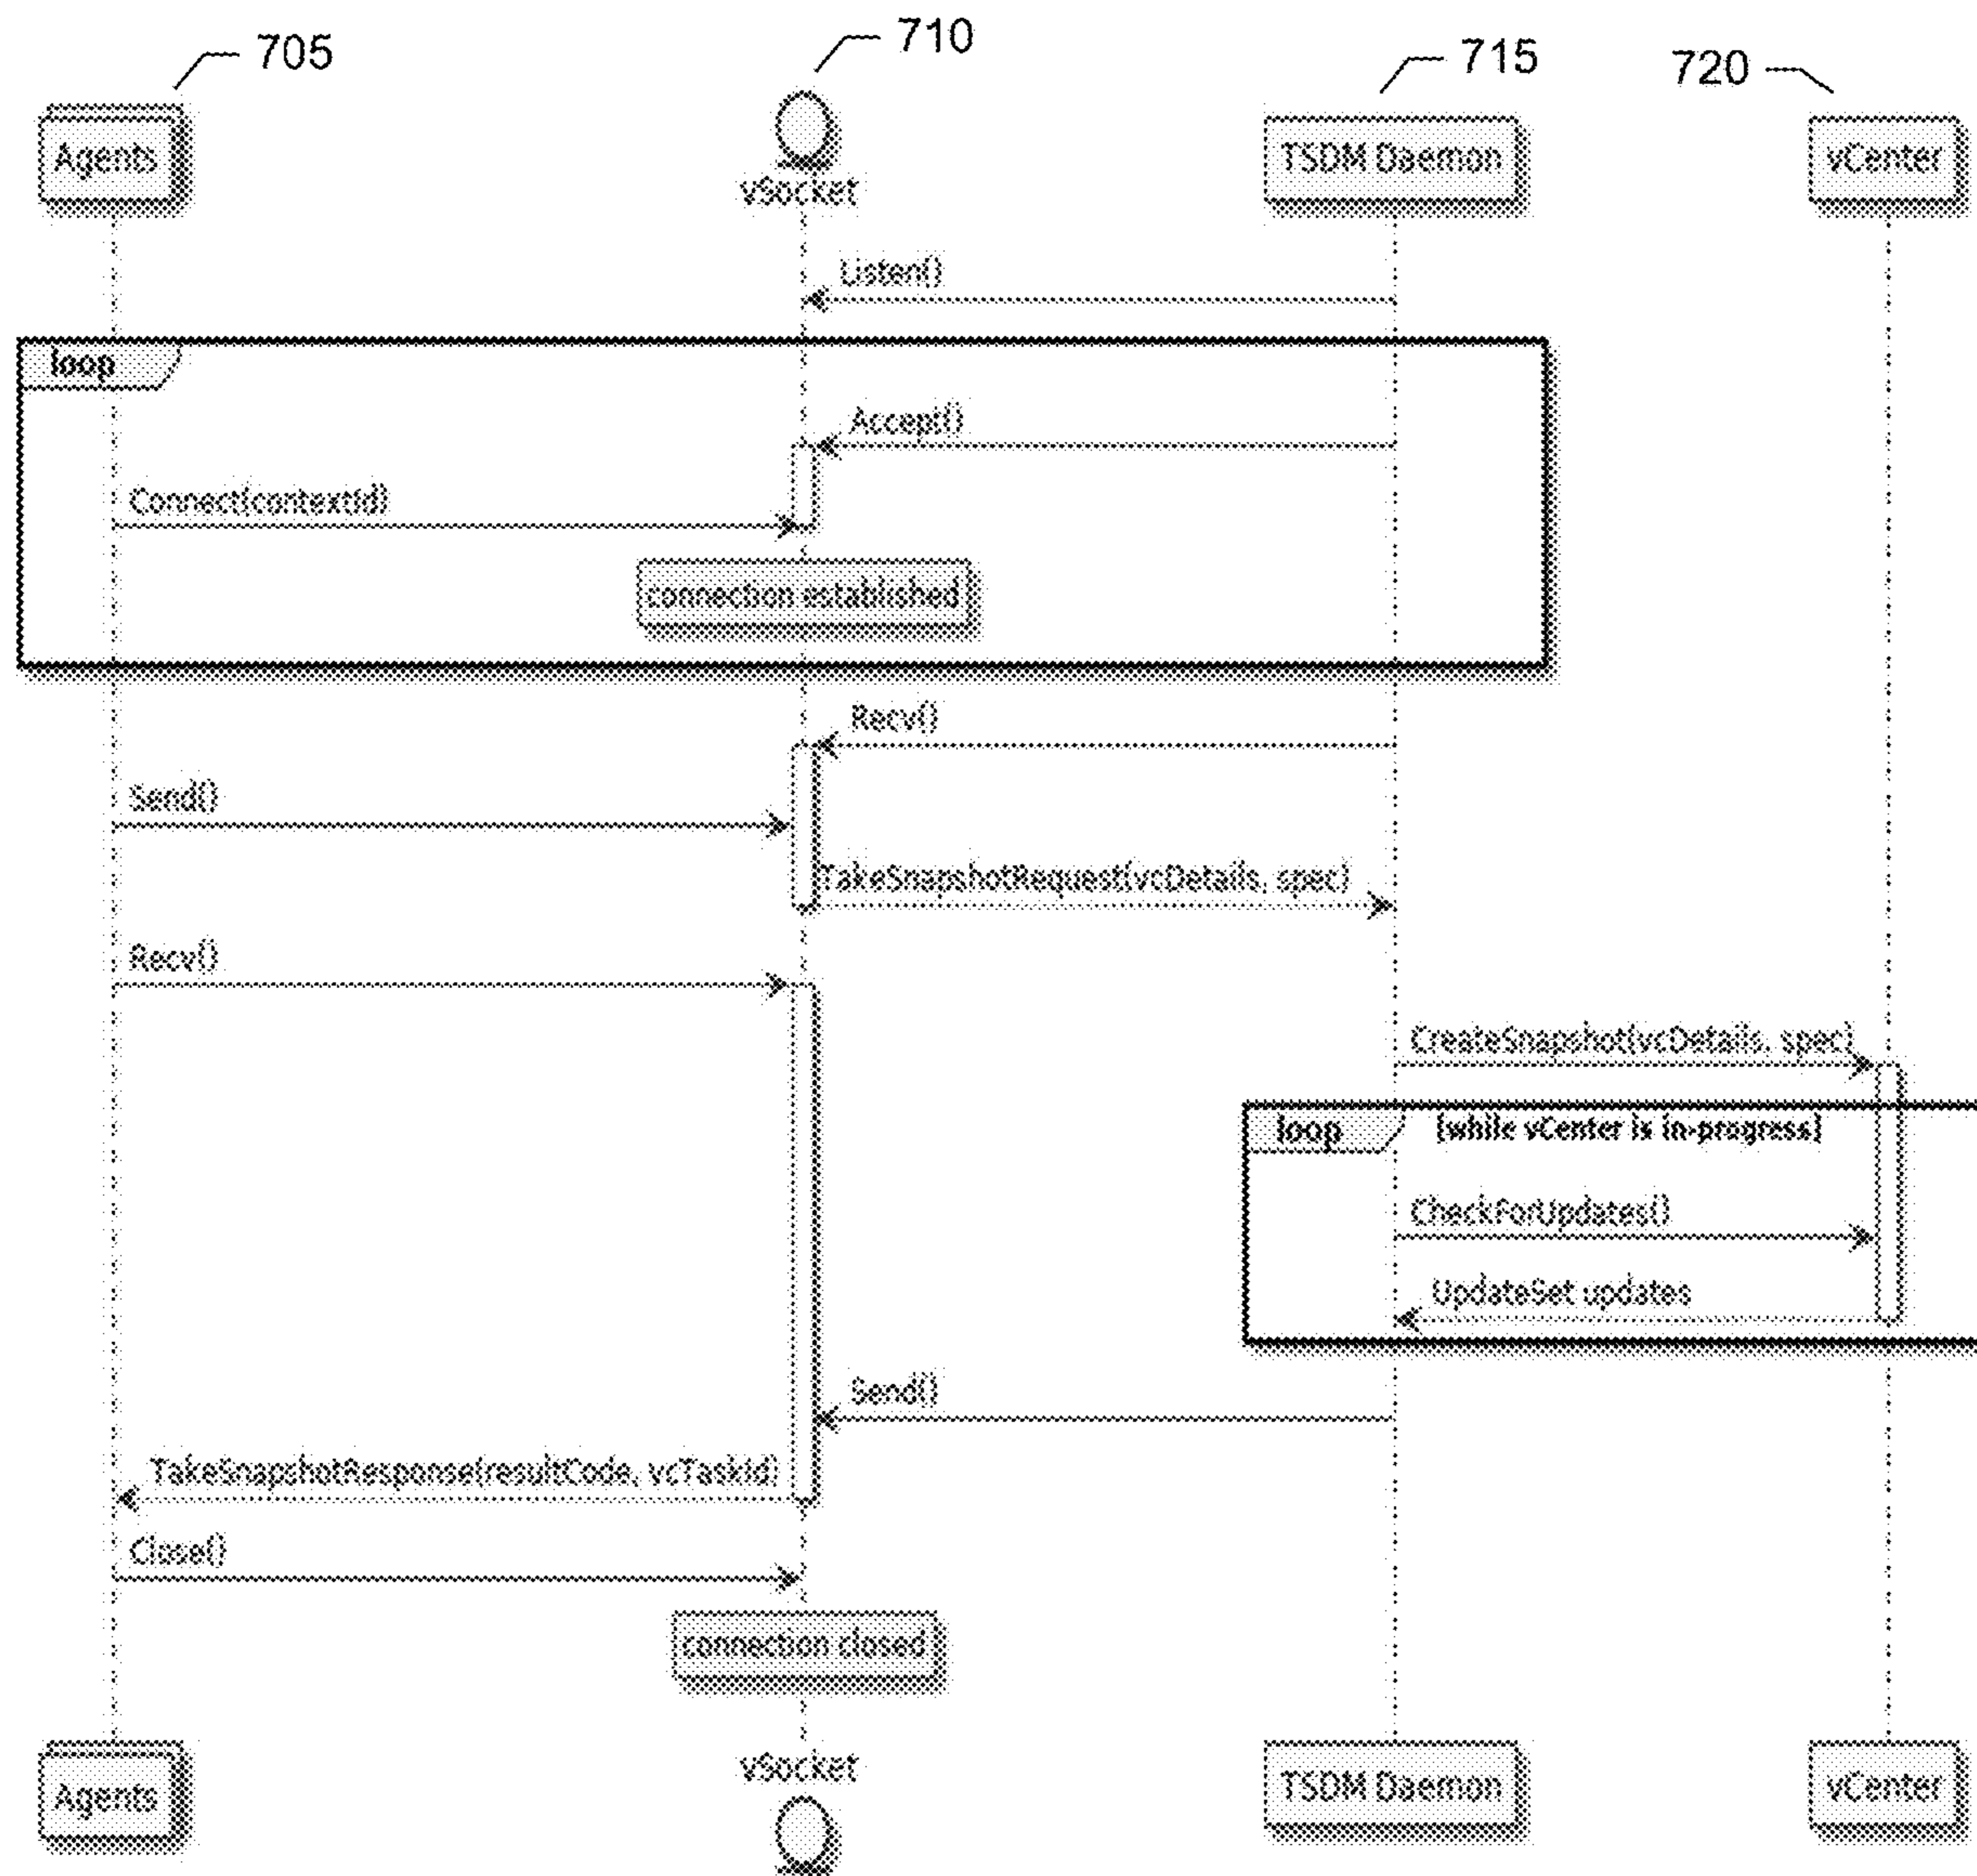 705
710
715
720
Agents
vSocket
TSDM Daemon
vCenter
Listen()
loop
Accept()
Connect(contextId)
connection established
Recv()
Send()
TakeSnapshotRequest(vcDetails, spec)
Recv()
CreateSnapshot(vcDetails, spec)
loop
[while vCenter is in-progress]
CheckForUpdates()
UpdateSet updates
Send()
TakeSnapshotResponse(resultCode, vcTaskId)
Close()
connection closed
Agents
vSocket
TSDM Daemon
vCenter